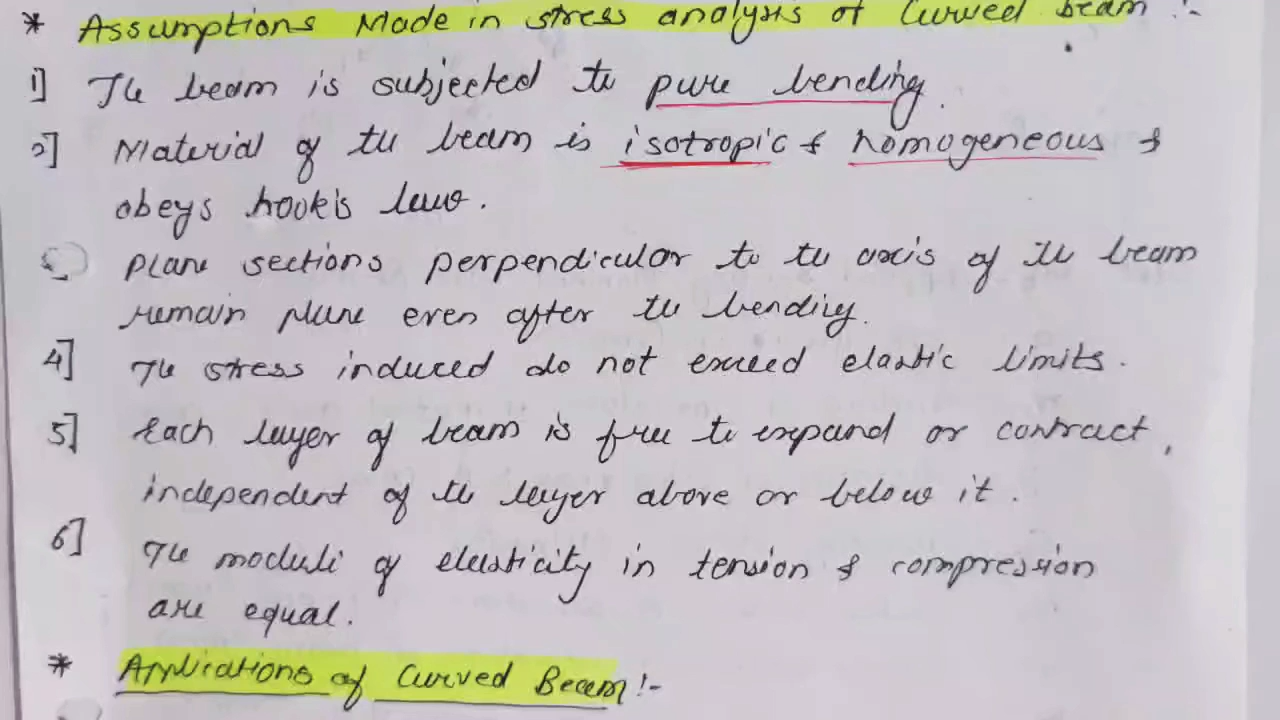 * Assumptions Made in stress analysis of Curved beam :-
1] The beam is subjected to pure bending.
2] Material of the beam is isotropic & homogeneous &
obeys hook's law.
plane sections perpendicular to the axis of the beam
remain plane even after the bending.
4] The stress induced do not exceed elastic limits.
5] Each layer of beam is free to expand or contract,
independent of the layer above or below it.
6] The moduli of elasticity in tension & compression
are equal.
* Applications of Curved Beam :-